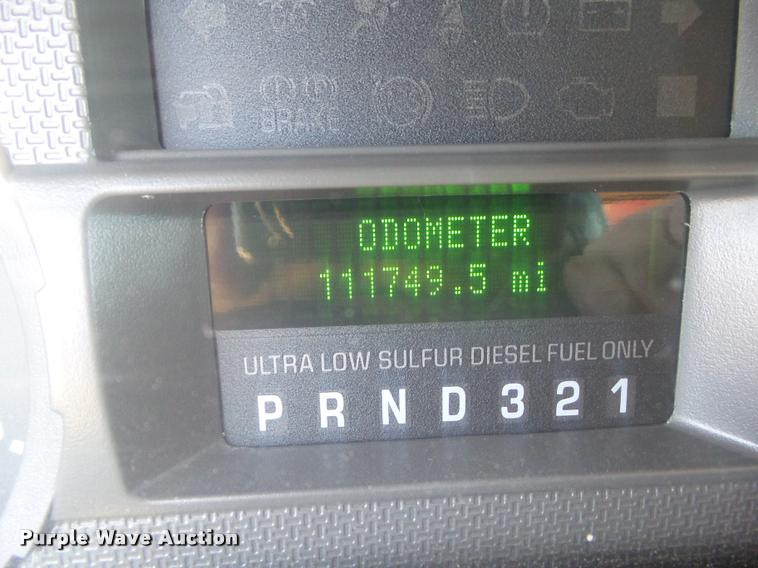 BRAKE
ODOMETER
111749.5 mi
ULTRA LOW SULFUR DIESEL FUEL ONLY
P R N D 3 2 1
Purple Wave Auction